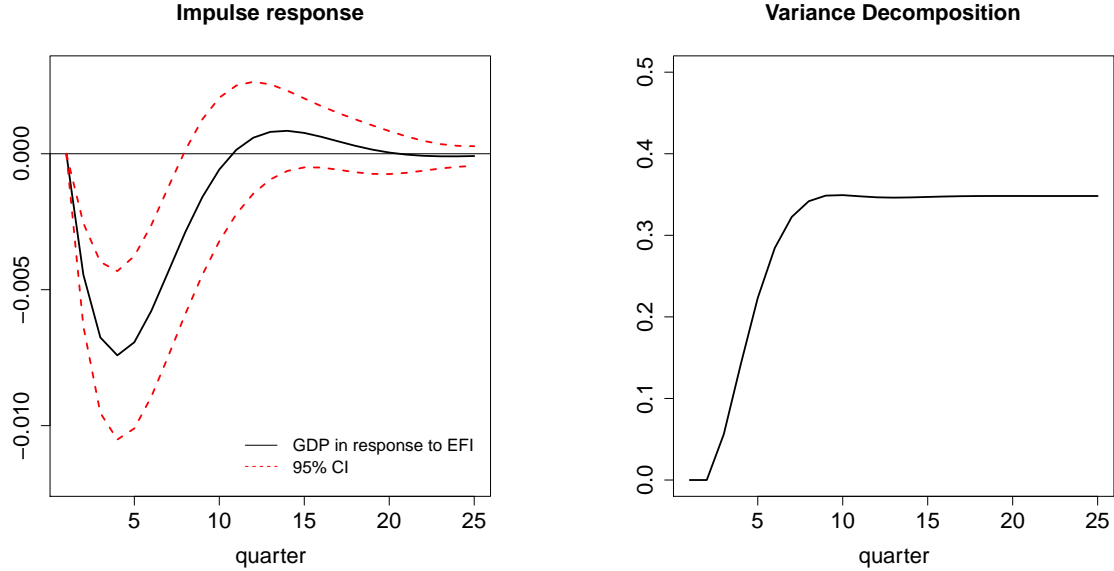 Impulse response
0.000
−0.005
−0.010
GDP in response to EFI
95% CI
5 10 15 20 25
quarter
Variance Decomposition
0.5
0.4
0.3
0.2
0.1
0.0
5 10 15 20 25
quarter